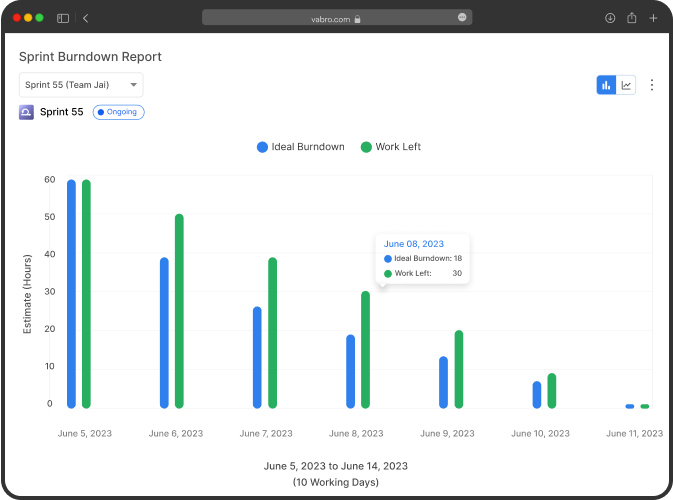 vabro.com
Sprint Burndown Report
Sprint 55 (Team Jai)
Sprint 55 Ongoing
Ideal Burndown Work Left
60
50
40
30
20
10
0
Estimate (Hours)
June 08, 2023
Ideal Burndown: 18
Work Left: 30
June 5, 2023 June 6, 2023 June 7, 2023 June 8, 2023 June 9, 2023 June 10, 2023 June 11, 2023
June 5, 2023 to June 14, 2023
(10 Working Days)